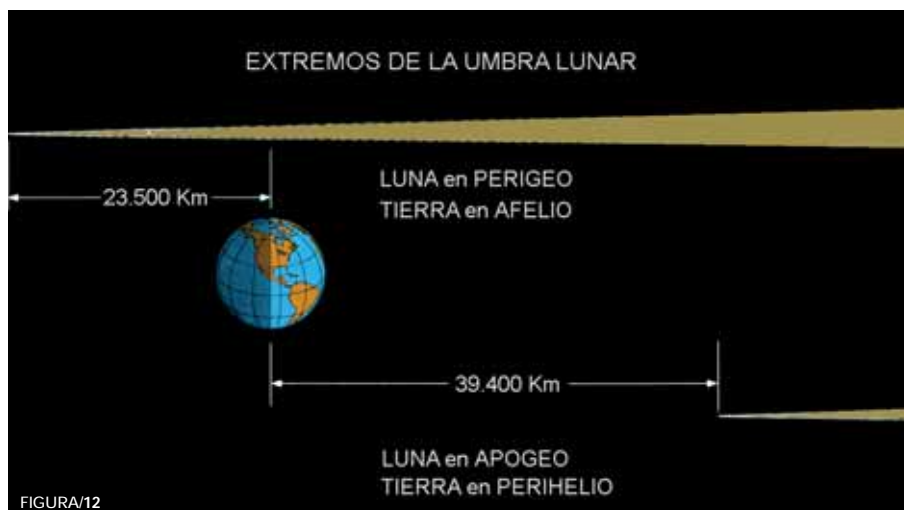 EXTREMOS DE LA UMBRA LUNAR
23.500 Km
LUNA en PERIGEO
TIERRA en AFELIO
39.400 Km
LUNA en APOGEO
TIERRA en PERIHELIO
FIGURA/12